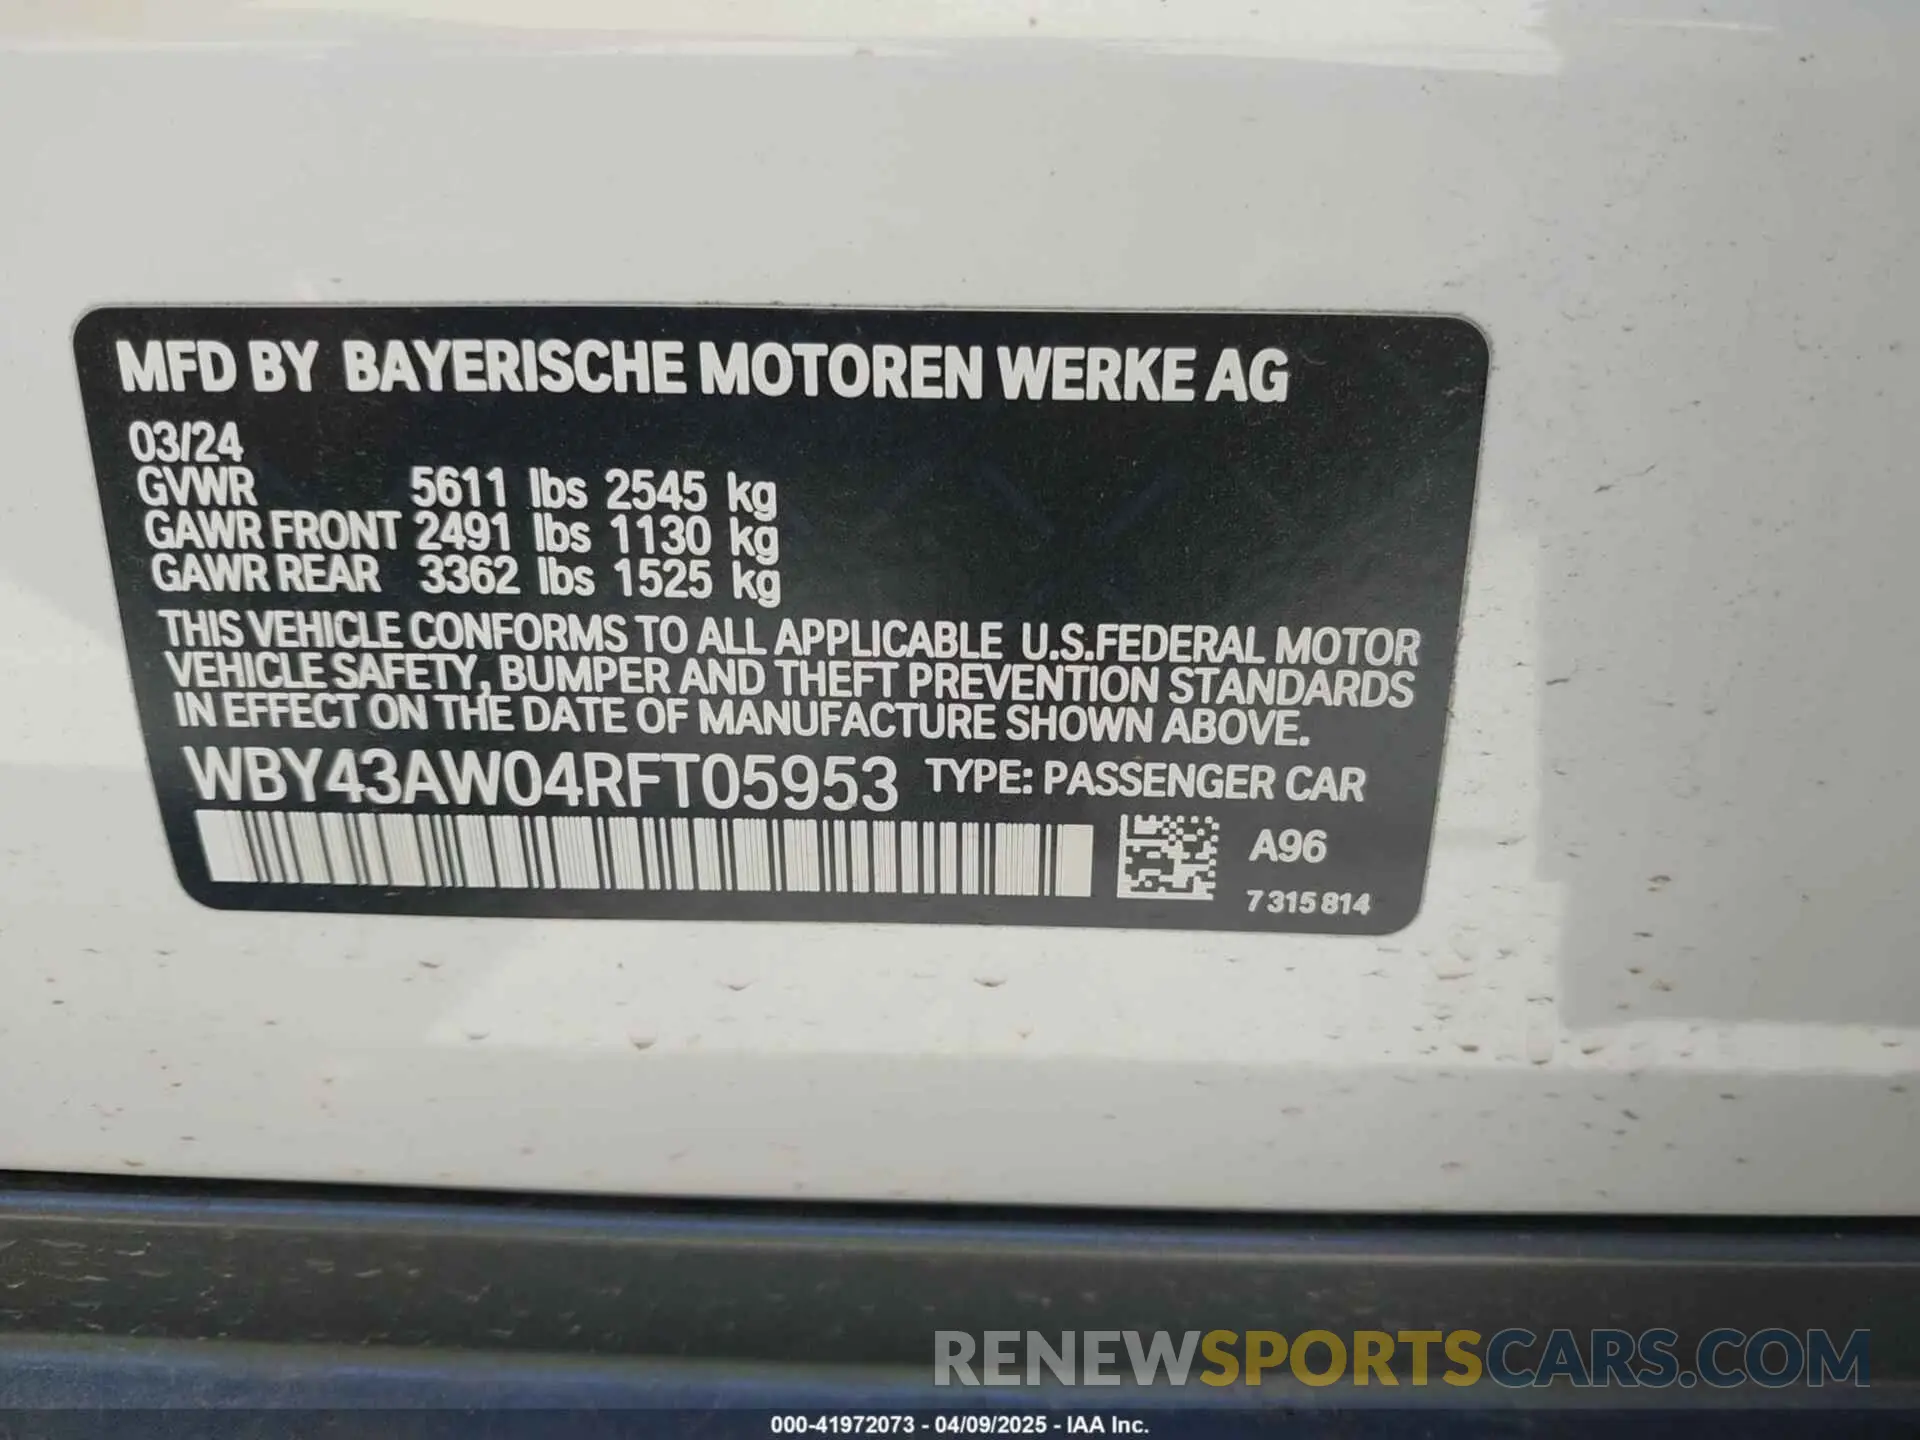 MFD BY BAYERISCHE MOTOREN WERKE AG
03/24
GVWR 5611 lbs 2545 kg
GAWR FRONT 2491 lbs 1130 kg
GAWR REAR 3362 lbs 1525 kg
THIS VEHICLE CONFORMS TO ALL APPLICABLE U.S.FEDERAL MOTOR
VEHICLE SAFETY, BUMPER AND THEFT PREVENTION STANDARDS
IN EFFECT ON THE DATE OF MANUFACTURE SHOWN ABOVE.
WBY43AW04RFT05953 TYPE: PASSENGER CAR
A96
7 315 814
RENEWSPORTSCARS.COM
000-41972073 - 04/09/2025 - IAA Inc.